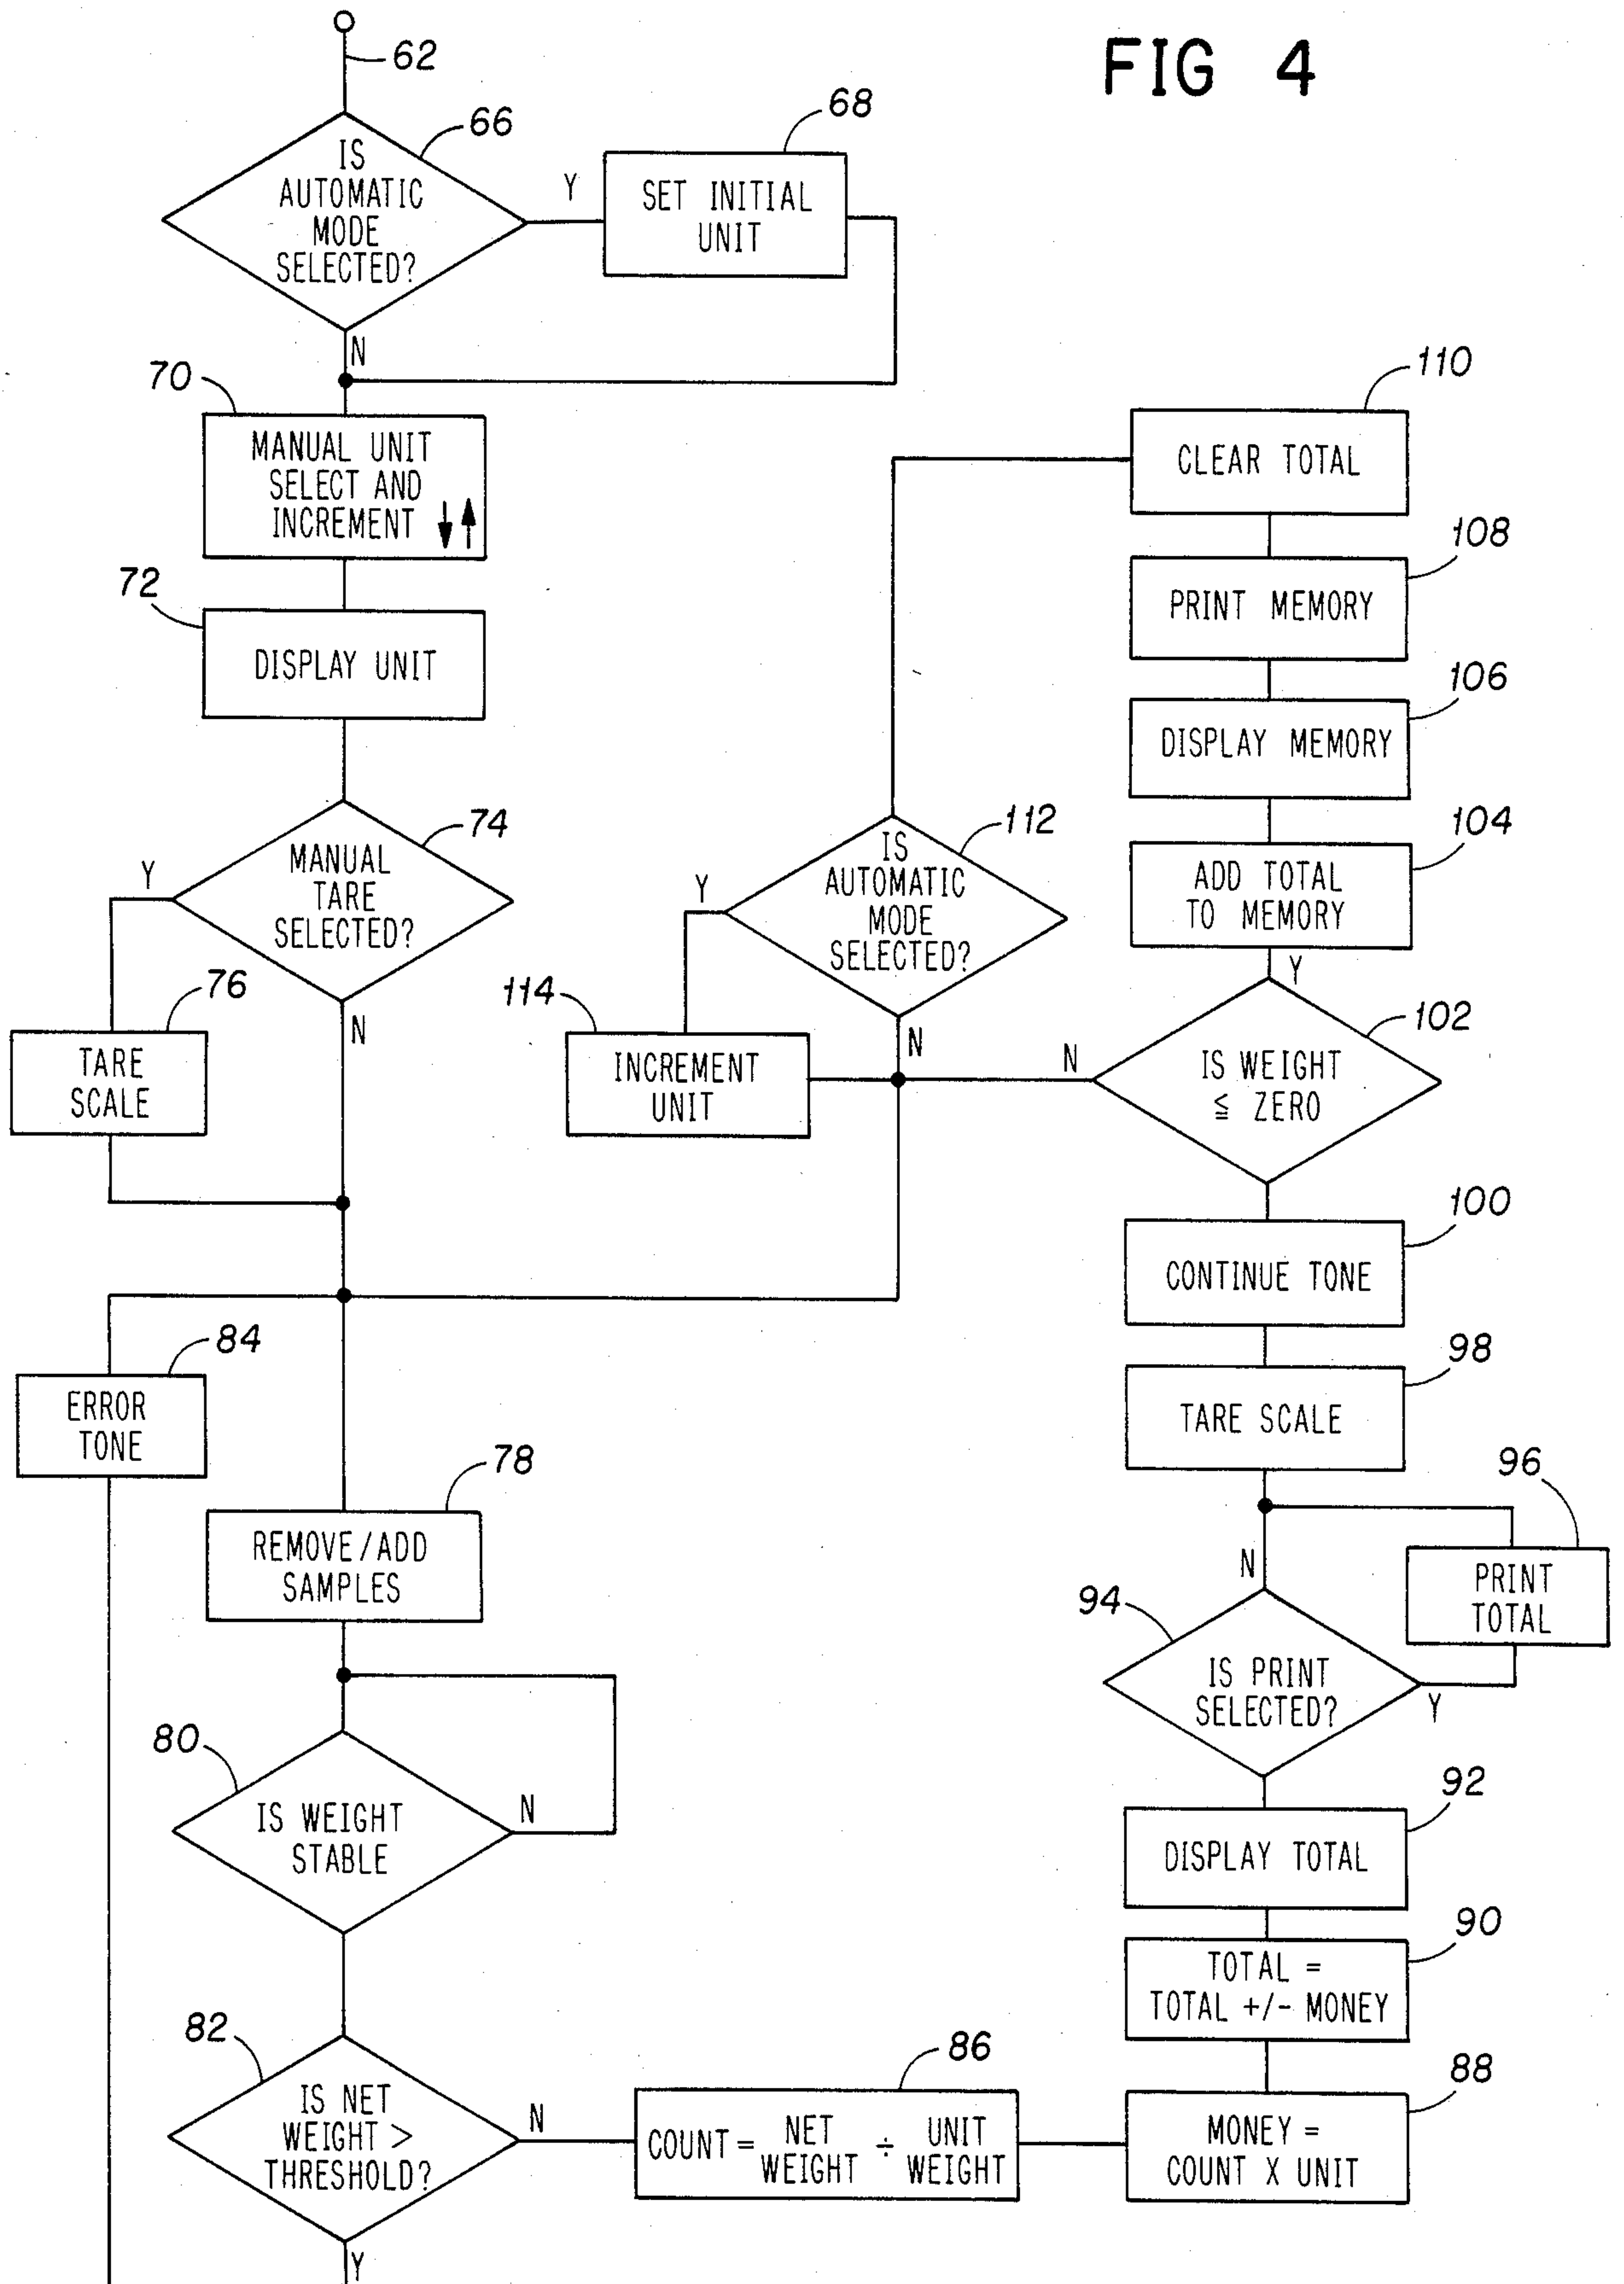 FIG 4
62
66
IS
AUTOMATIC
MODE
SELECTED?
Y
N
68
SET INITIAL
UNIT
70
MANUAL UNIT
SELECT AND
INCREMENT ↓↑
72
DISPLAY UNIT
74
MANUAL
TARE
SELECTED?
Y
N
76
TARE
SCALE
84
ERROR
TONE
78
REMOVE/ADD
SAMPLES
80
IS WEIGHT
STABLE
N
82
IS NET
WEIGHT >
THRESHOLD?
N
Y
86
COUNT = NET WEIGHT ÷ UNIT WEIGHT
88
MONEY =
COUNT X UNIT
90
TOTAL =
TOTAL +/- MONEY
92
DISPLAY TOTAL
94
IS PRINT
SELECTED?
N
Y
96
PRINT
TOTAL
98
TARE SCALE
100
CONTINUE TONE
102
IS WEIGHT
≦ ZERO
N
Y
104
ADD TOTAL
TO MEMORY
106
DISPLAY MEMORY
108
PRINT MEMORY
110
CLEAR TOTAL
112
IS
AUTOMATIC
MODE
SELECTED?
Y
N
114
INCREMENT
UNIT